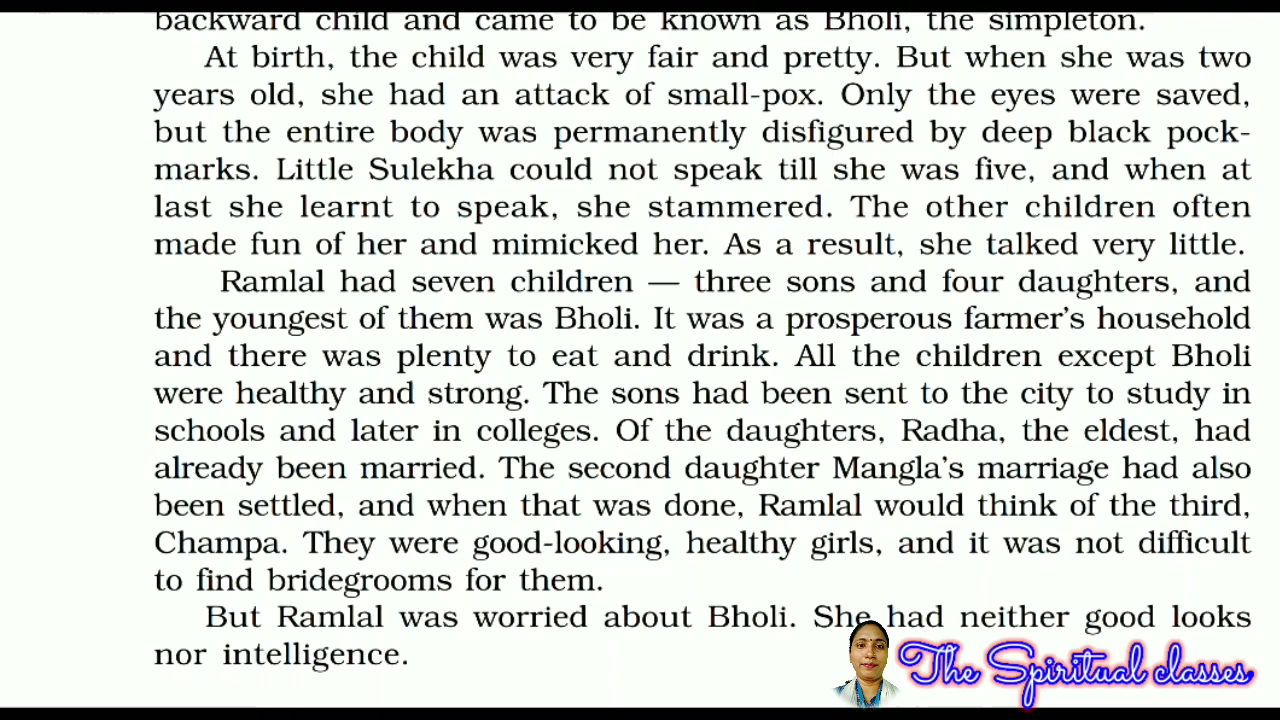 backward child and came to be known as Bholi, the simpleton.
At birth, the child was very fair and pretty. But when she was two
years old, she had an attack of small-pox. Only the eyes were saved,
but the entire body was permanently disfigured by deep black pock-
marks. Little Sulekha could not speak till she was five, and when at
last she learnt to speak, she stammered. The other children often
made fun of her and mimicked her. As a result, she talked very little.
Ramlal had seven children — three sons and four daughters, and
the youngest of them was Bholi. It was a prosperous farmer's household
and there was plenty to eat and drink. All the children except Bholi
were healthy and strong. The sons had been sent to the city to study in
schools and later in colleges. Of the daughters, Radha, the eldest, had
already been married. The second daughter Mangla's marriage had also
been settled, and when that was done, Ramlal would think of the third,
Champa. They were good-looking, healthy girls, and it was not difficult
to find bridegrooms for them.
But Ramlal was worried about Bholi. She had neither good looks
nor intelligence.
The Spiritual classes